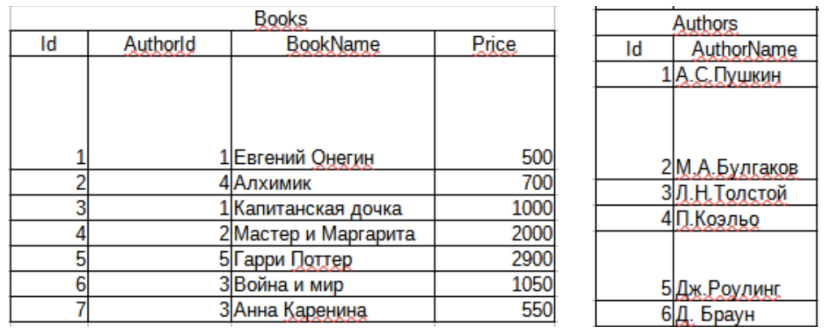 Books
Id AuthorId BookName Price
1 1 Евгений Онегин 500
2 4 Алхимик 700
3 1 Капитанская дочка 1000
4 2 Мастер и Маргарита 2000
5 5 Гарри Поттер 2900
6 3 Война и мир 1050
7 3 Анна Каренина 550
Authors
Id AuthorName
1 А.С.Пушкин
2 М.А.Булгаков
3 Л.Н.Толстой
4 П.Коэльо
5 Дж.Роулинг
6 Д. Браун